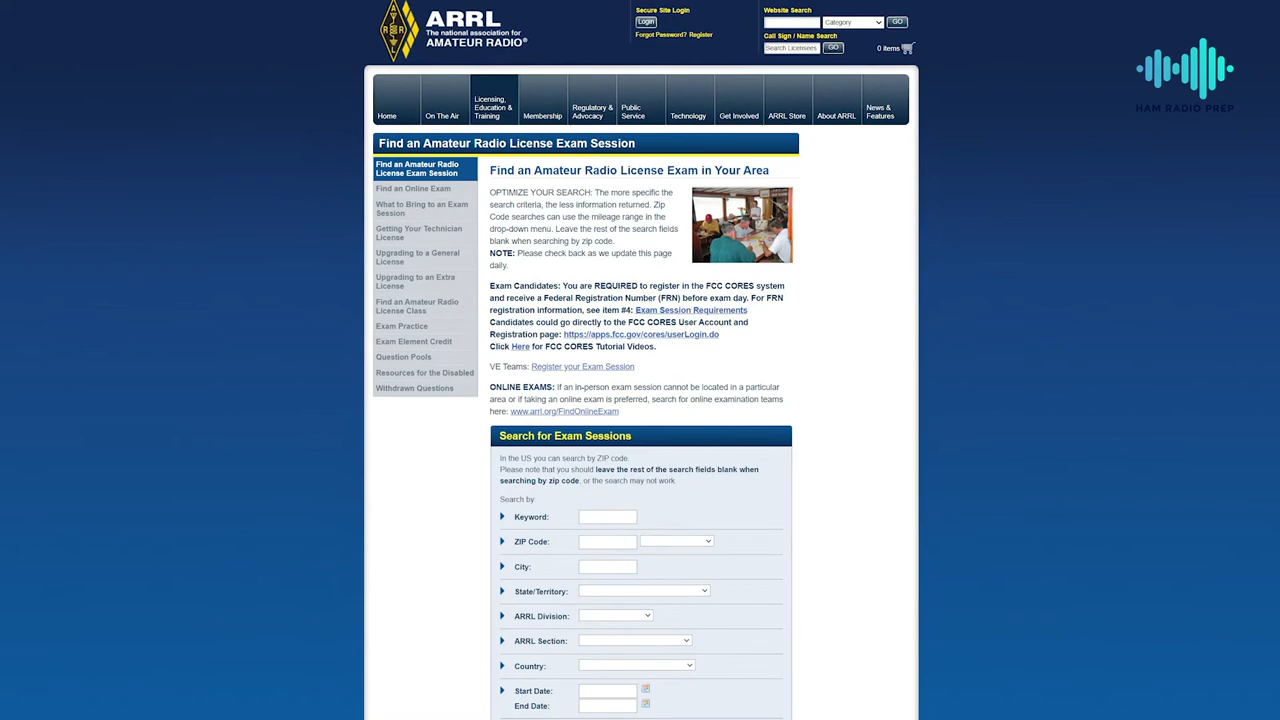 ARRL
The national association for
AMATEUR RADIO®
Secure Site Login
Login
Forgot Password? Register
Website Search
Category
GO
Call Sign / Name Search
Search Licensees
GO
0 items
HAM RADIO PREP
Home
On The Air
Licensing,
Education &
Training
Membership
Regulatory &
Advocacy
Public
Service
Technology
Get Involved
ARRL Store
About ARRL
News &
Features
Find an Amateur Radio License Exam Session
Find an Amateur Radio
License Exam Session
Find an Online Exam
What to Bring to an Exam
Session
Getting Your Technician
License
Upgrading to a General
License
Upgrading to an Extra
License
Find an Amateur Radio
License Class
Exam Practice
Exam Element Credit
Question Pools
Resources for the Disabled
Withdrawn Questions
Find an Amateur Radio License Exam in Your Area
OPTIMIZE YOUR SEARCH: The more specific the
search criteria, the less information returned. Zip
Code searches can use the mileage range in the
drop-down menu. Leave the rest of the search fields
blank when searching by zip code.
NOTE: Please check back as we update this page
daily.
Exam Candidates: You are REQUIRED to register in the FCC CORES system
and receive a Federal Registration Number (FRN) before exam day. For FRN
registration information, see item #4: Exam Session Requirements
Candidates could go directly to the FCC CORES User Account and
Registration page: https://apps.fcc.gov/cores/userLogin.do
Click Here for FCC CORES Tutorial Videos.
VE Teams: Register your Exam Session
ONLINE EXAMS: If an in-person exam session cannot be located in a particular
area or if taking an online exam is preferred, search for online examination teams
here: www.arrl.org/FindOnlineExam
Search for Exam Sessions
In the US you can search by ZIP code.
Please note that you should leave the rest of the search fields blank when
searching by zip code, or the search may not work.
Search by
Keyword:
ZIP Code:
City:
State/Territory:
ARRL Division:
ARRL Section:
Country:
Start Date:
End Date: